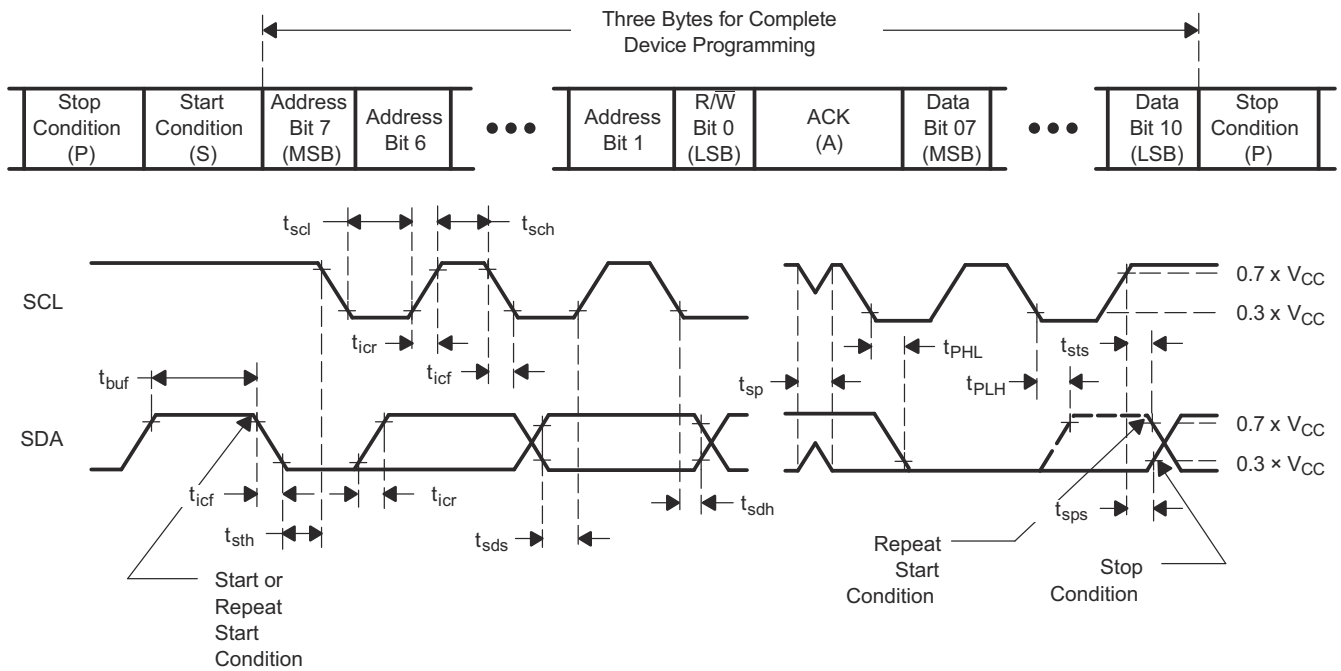 Three Bytes for Complete
Device Programming
Stop
Condition
(P)
Start
Condition
(S)
Address
Bit 7
(MSB)
Address
Bit 6
•••
Address
Bit 1
R/W̅
Bit 0
(LSB)
ACK
(A)
Data
Bit 07
(MSB)
•••
Data
Bit 10
(LSB)
Stop
Condition
(P)
tscl
tsch
SCL
0.7 x VCC
0.3 x VCC
ticr
ticf
tPHL
tsts
tbuf
tsp
tPLH
SDA
0.7 x VCC
0.3 × VCC
ticf
ticr
tsdh
tsth
tsds
tsps
Start or
Repeat
Start
Condition
Repeat
Start
Condition
Stop
Condition